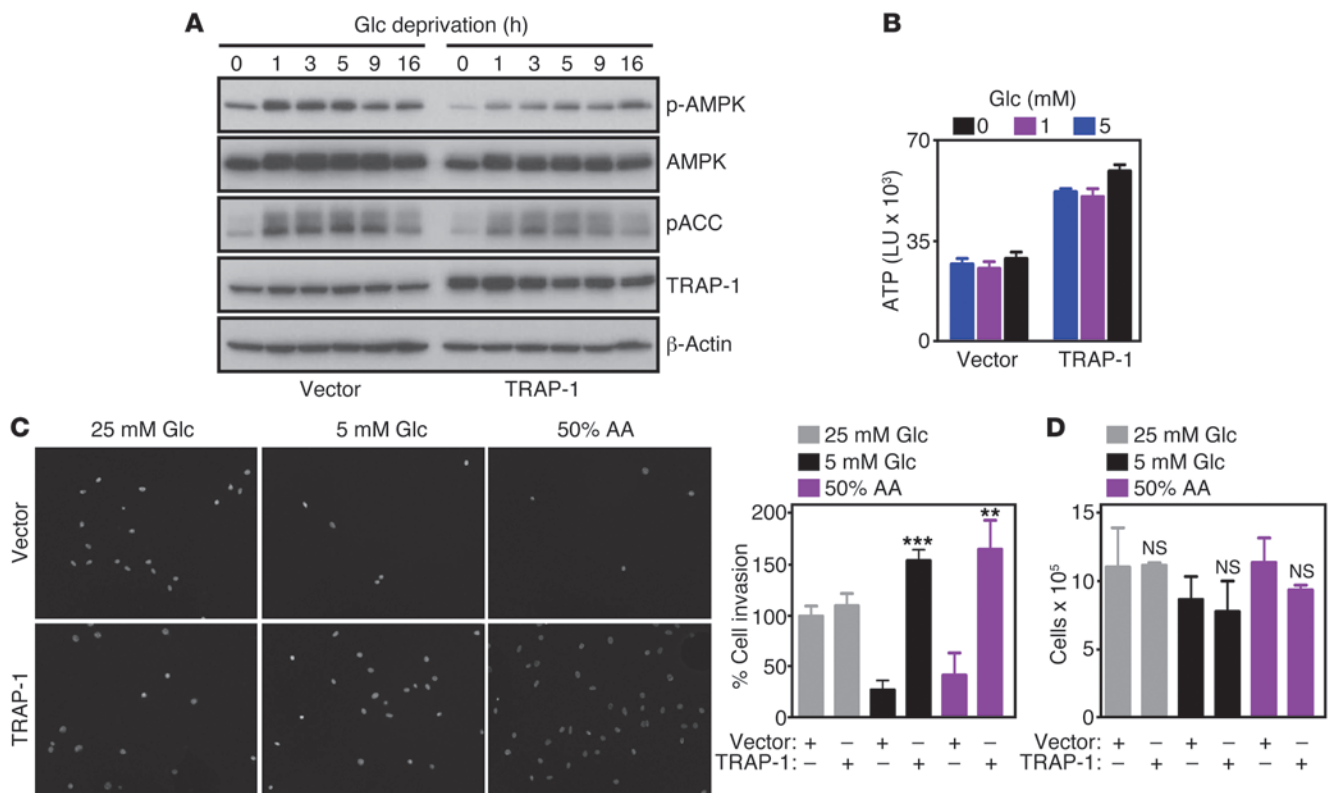 A
Glc deprivation (h)
0 1 3 5 9 16 0 1 3 5 9 16
p-AMPK
AMPK
pACC
TRAP-1
β-Actin
Vector TRAP-1
B
Glc (mM)
0 1 5
70
35
0
ATP (LU x 10³)
Vector TRAP-1
C
25 mM Glc 5 mM Glc 50% AA
Vector
TRAP-1
25 mM Glc
5 mM Glc
50% AA
200
150
100
50
0
% Cell invasion
*** **
Vector: + – + – + –
TRAP-1: – + – + – +
D
25 mM Glc
5 mM Glc
50% AA
15
10
5
0
Cells x 10⁵
NS NS NS
Vector: + – + – + –
TRAP-1: – + – + – +